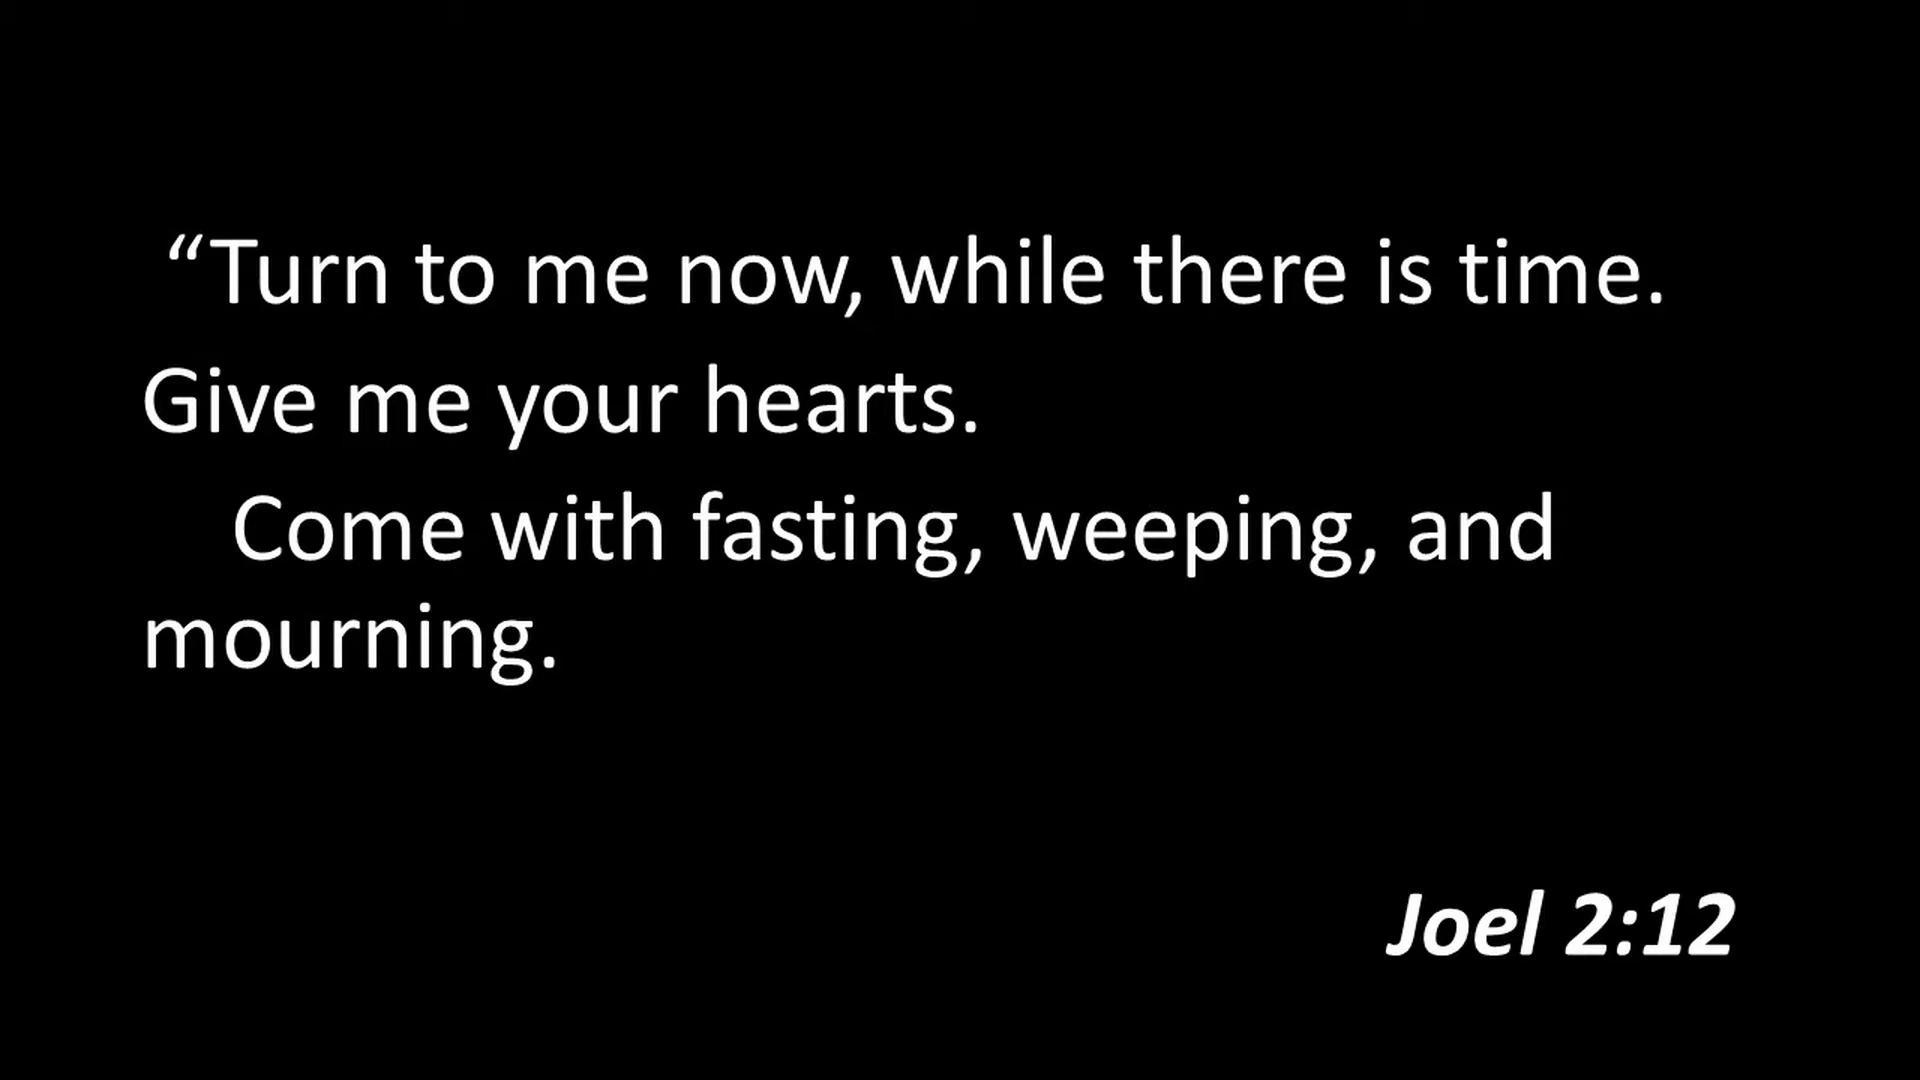 “Turn to me now, while there is time.
Give me your hearts.
Come with fasting, weeping, and
mourning.
Joel 2:12